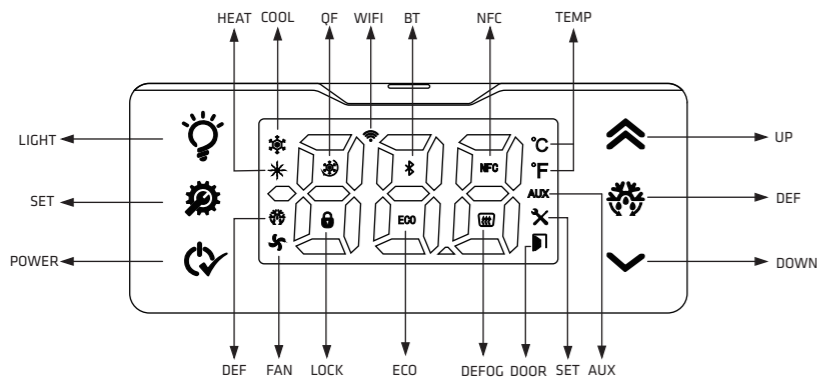 HEAT COOL QF WIFI BT NFC TEMP
LIGHT
SET
POWER
°C
°F
NFC
AUX
ECO
UP
DEF
DOWN
DEF FAN LOCK ECO DEFOG DOOR SET AUX